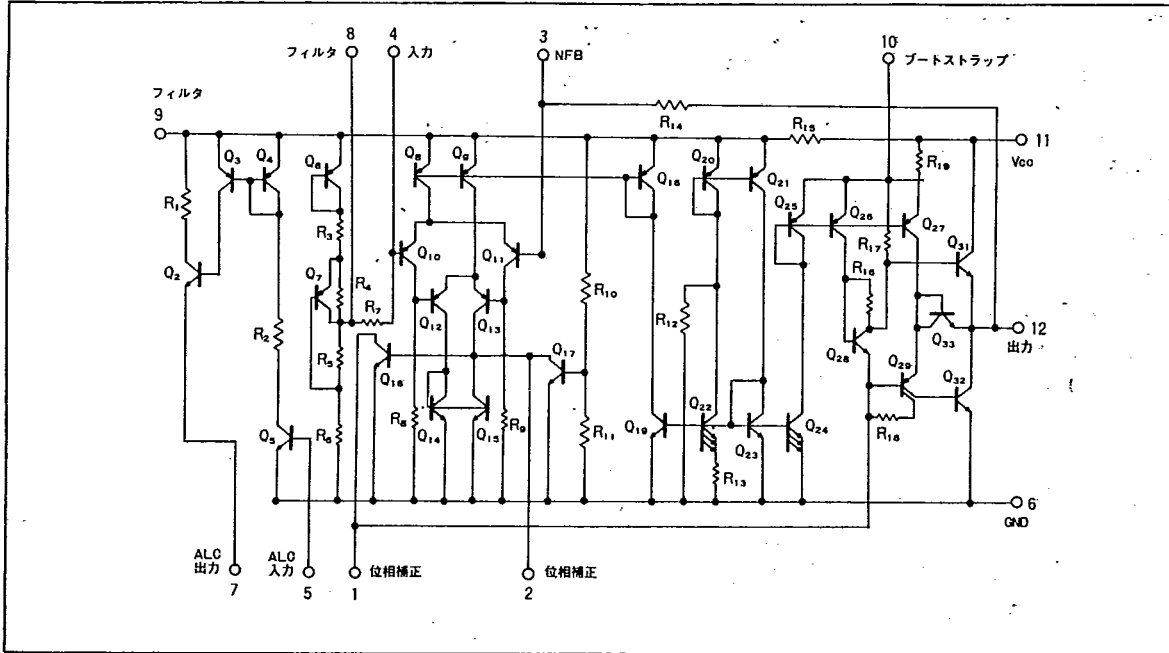 8
フィルタ
4
入力
3
NFB
10
ブートストラップ
フィルタ
9
R14
R15
11
Vcc
Q3
Q4
Q6
Q8
Q9
Q18
Q20
Q21
R19
Q25
Q26
Q27
R1
R3
Q10
Q11
R17
Q31
Q2
Q7
R4
R7
R10
R16
R2
Q12
Q13
R12
12
出力
Q33
R5
Q16
Q17
Q28
Q29
Q32
Q5
R6
R8
Q14
Q15
R9
R11
Q19
Q22
Q23
Q24
R18
R13
6
GND
ALC
出力
7
ALC
入力
5
位相補正
1
位相補正
2